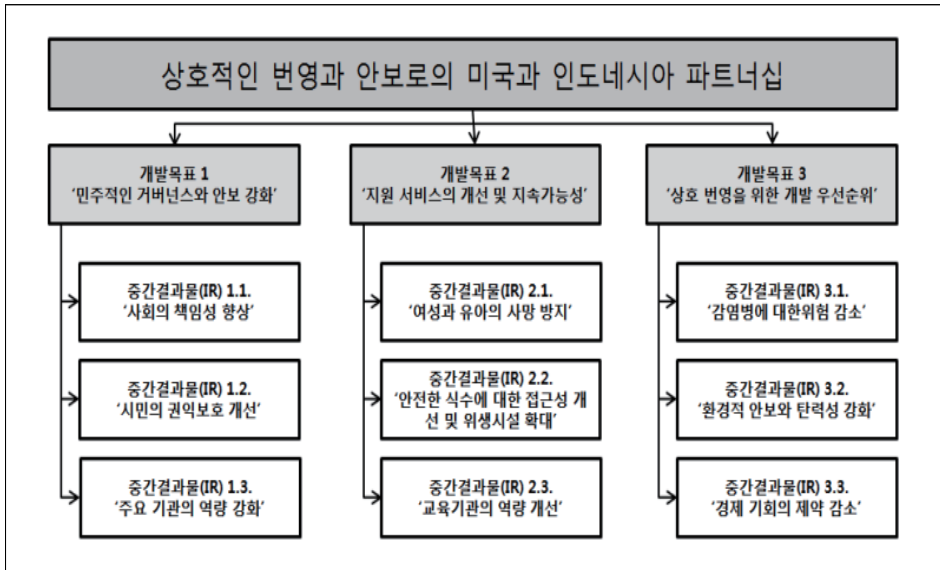 상호적인 번영과 안보로의 미국과 인도네시아 파트너십
개발목표 1
‘민주적인 거버넌스와 안보 강화’
중간결과물(IR) 1.1.
‘사회의 책임성 향상’
중간결과물(IR) 1.2.
‘시민의 권익보호 개선’
중간결과물(IR) 1.3.
‘주요 기관의 역량 강화’
개발목표 2
‘지원 서비스의 개선 및 지속가능성’
중간결과물(IR) 2.1.
‘여성과 유아의 사망 방지’
중간결과물(IR) 2.2.
‘안전한 식수에 대한 접근성 개
선 및 위생시설 확대’
중간결과물(IR) 2.3.
‘교육기관의 역량 개선’
개발목표 3
‘상호 번영을 위한 개발 우선순위’
중간결과물(IR) 3.1.
‘감염병에 대한위험 감소’
중간결과물(IR) 3.2.
‘환경적 안보와 탄력성 강화’
중간결과물(IR) 3.3.
‘경제 기회의 제약 감소’